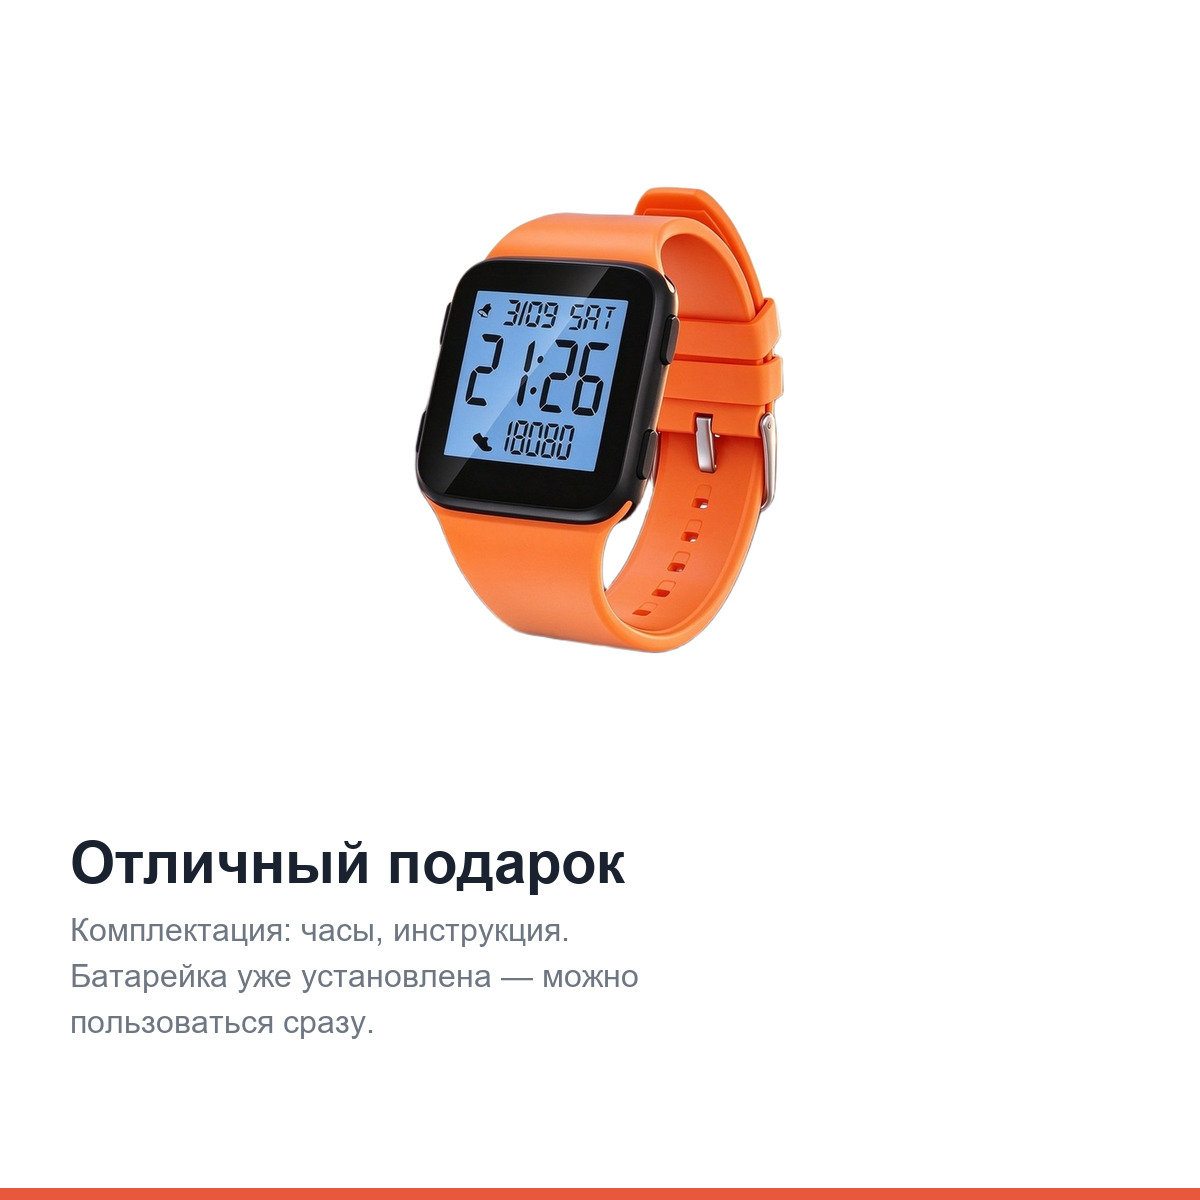 3/09 SAT
21:26
18080
Отличный подарок
Комплектация: часы, инструкция.
Батарейка уже установлена — можно
пользоваться сразу.